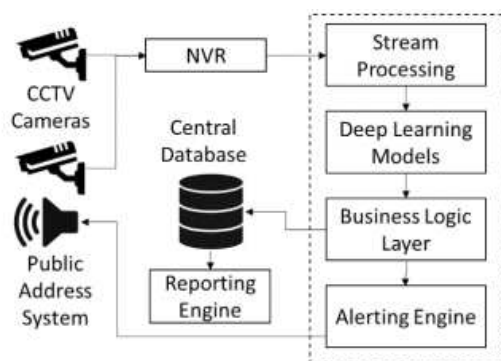 CCTV
Cameras
NVR
Stream
Processing
Deep Learning
Models
Central
Database
Business Logic
Layer
Public
Address
System
Reporting
Engine
Alerting Engine